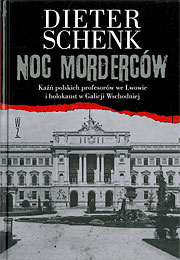 DIETER
SCHENK
NOC MORDERCÓW
Kaźń polskich profesorów we Lwowie
i holokaust w Galicji Wschodniej